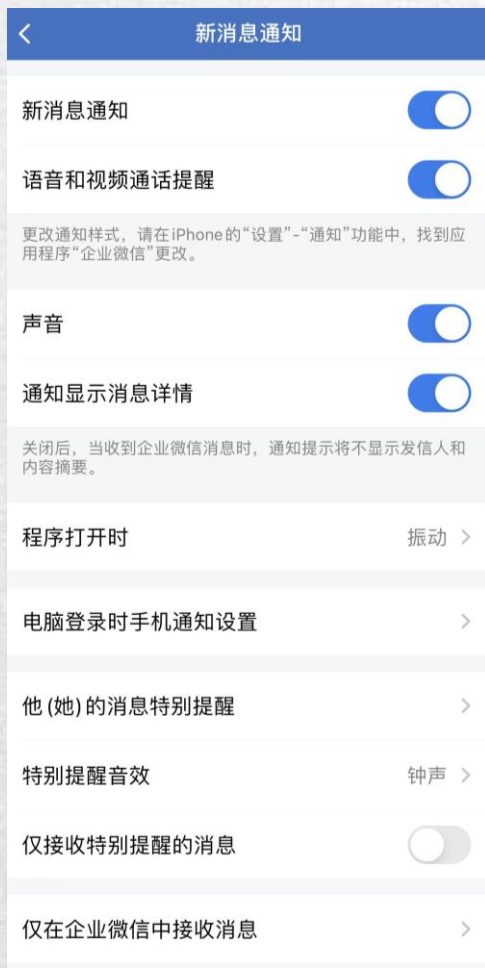 新消息通知
新消息通知
语音和视频通话提醒
更改通知样式，请在iPhone的“设置”-“通知”功能中，找到应
用程序“企业微信”更改。
声音
通知显示消息详情
关闭后，当收到企业微信消息时，通知提示将不显示发信人和
内容摘要。
程序打开时 振动
电脑登录时手机通知设置
他(她)的消息特别提醒
特别提醒音效 钟声
仅接收特别提醒的消息
仅在企业微信中接收消息